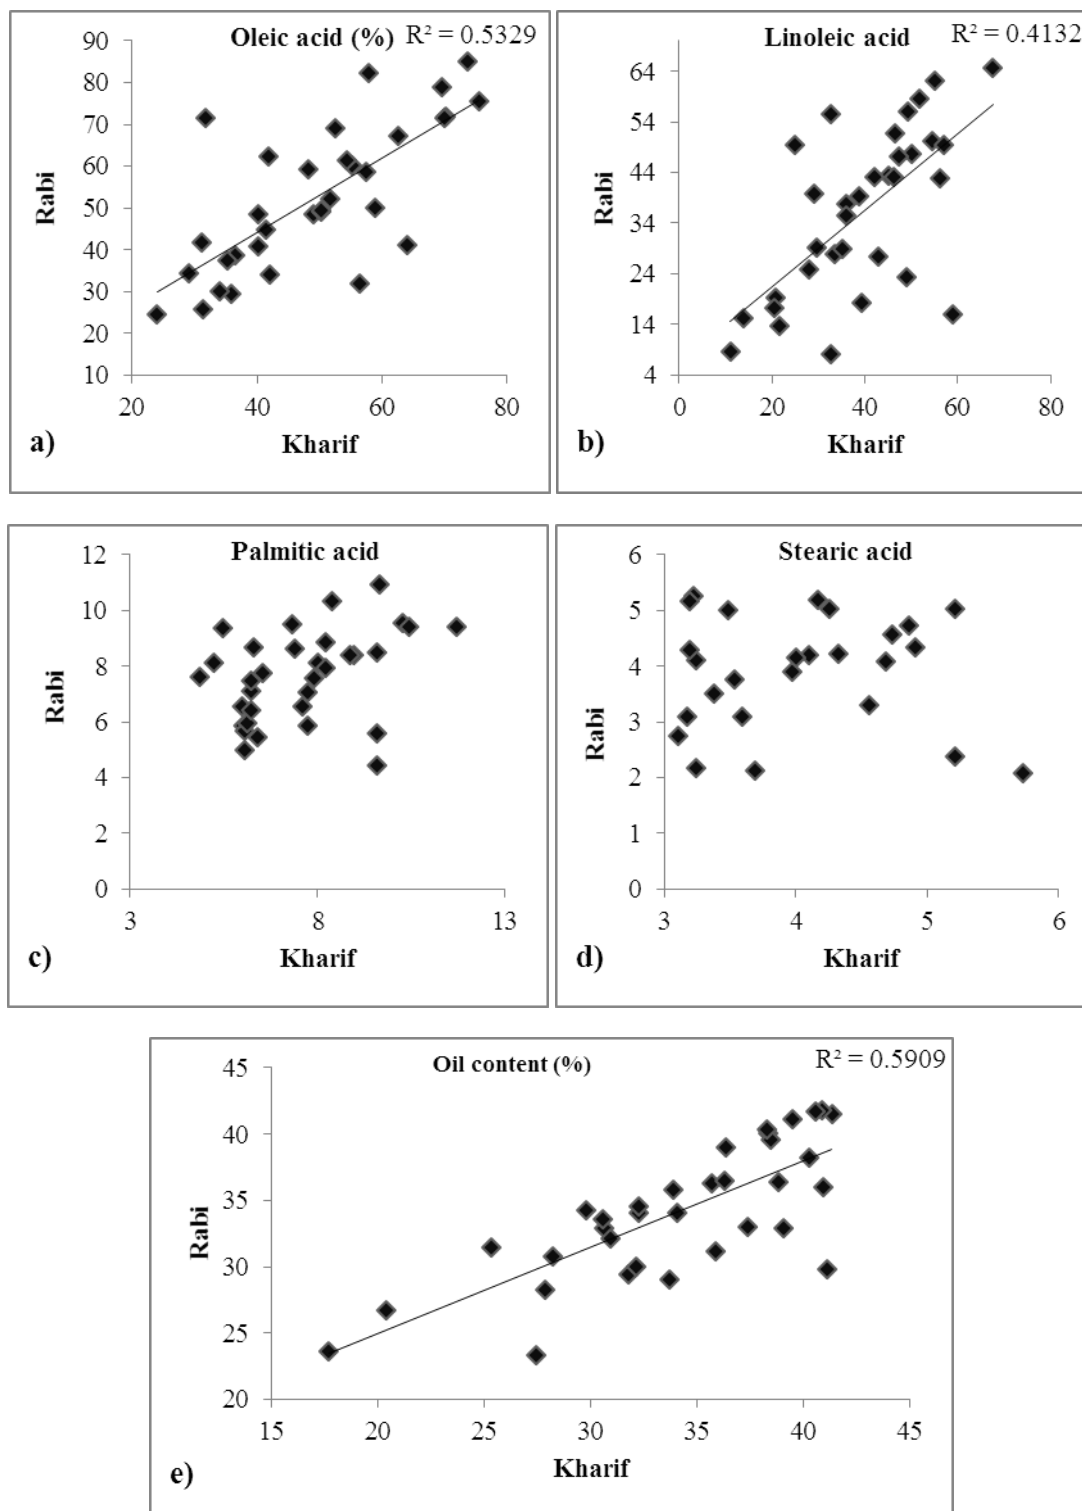 Oleic acid (%) R² = 0.5329
90
80
70
60
50
40
30
20
10
Rabi
20 40 60 80
Kharif
a)
Linoleic acid R² = 0.4132
64
54
44
34
24
14
4
Rabi
0 20 40 60 80
Kharif
b)
Palmitic acid
12
10
8
6
4
2
0
Rabi
3 8 13
Kharif
c)
Stearic acid
6
5
4
3
2
1
0
Rabi
3 4 5 6
Kharif
d)
Oil content (%) R² = 0.5909
45
40
35
30
25
20
Rabi
15 20 25 30 35 40 45
Kharif
e)